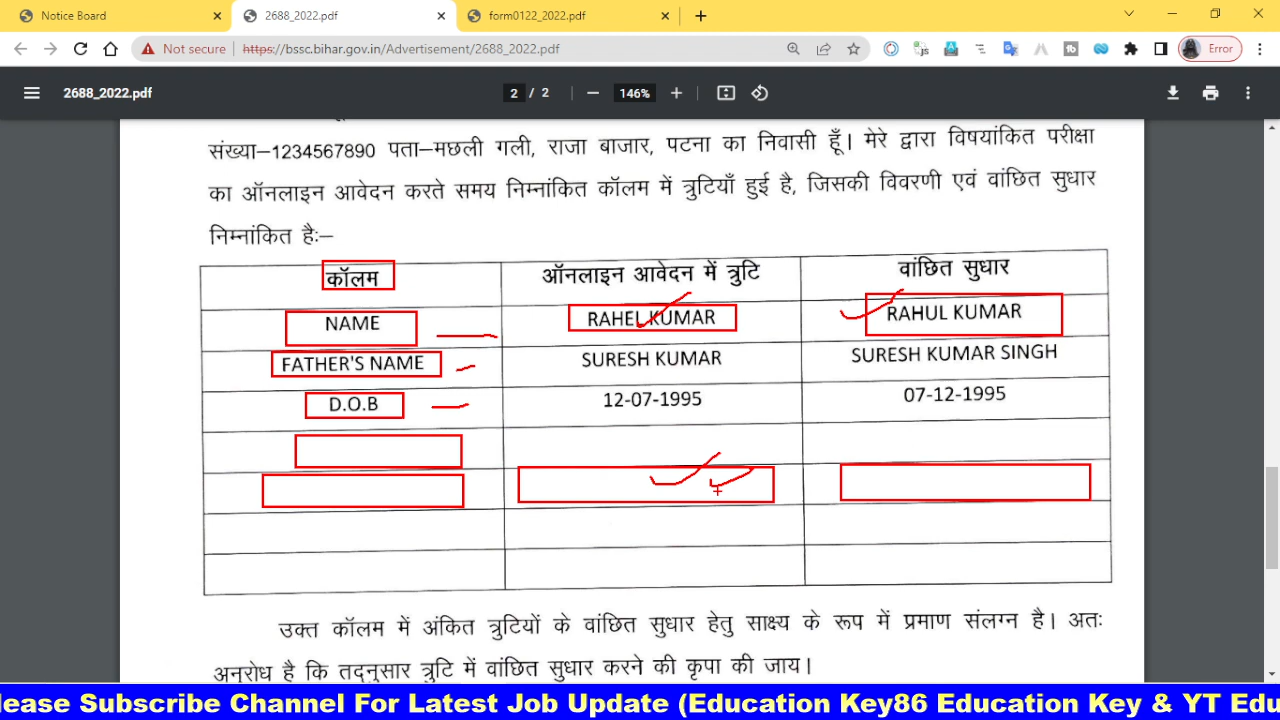 Notice Board
2688_2022.pdf
form0122_2022.pdf
Not secure
https://bssc.bihar.gov.in/Advertisement/2688_2022.pdf
Error
2688_2022.pdf
2 / 2
146%
संख्या–1234567890 पता–मछली गली, राजा बाजार, पटना का निवासी हूँ। मेरे द्वारा विषयांकित परीक्षा
का ऑनलाइन आवेदन करते समय निम्नांकित कॉलम में त्रुटियाँ हुई है, जिसकी विवरणी एवं वांछित सुधार
निम्नांकित हैः–
कॉलम ऑनलाइन आवेदन में त्रुटि वांछित सुधार
NAME RAHEL KUMAR RAHUL KUMAR
FATHER'S NAME SURESH KUMAR SURESH KUMAR SINGH
D.O.B 12-07-1995 07-12-1995
उक्त कॉलम में अंकित त्रुटियों के वांछित सुधार हेतु साक्ष्य के रूप में प्रमाण संलग्न है। अतः
अनुरोध है कि तद्नुसार त्रुटि में वांछित सुधार करने की कृपा की जाय।
lease Subscribe Channel For Latest Job Update (Education Key86 Education Key & YT Edu